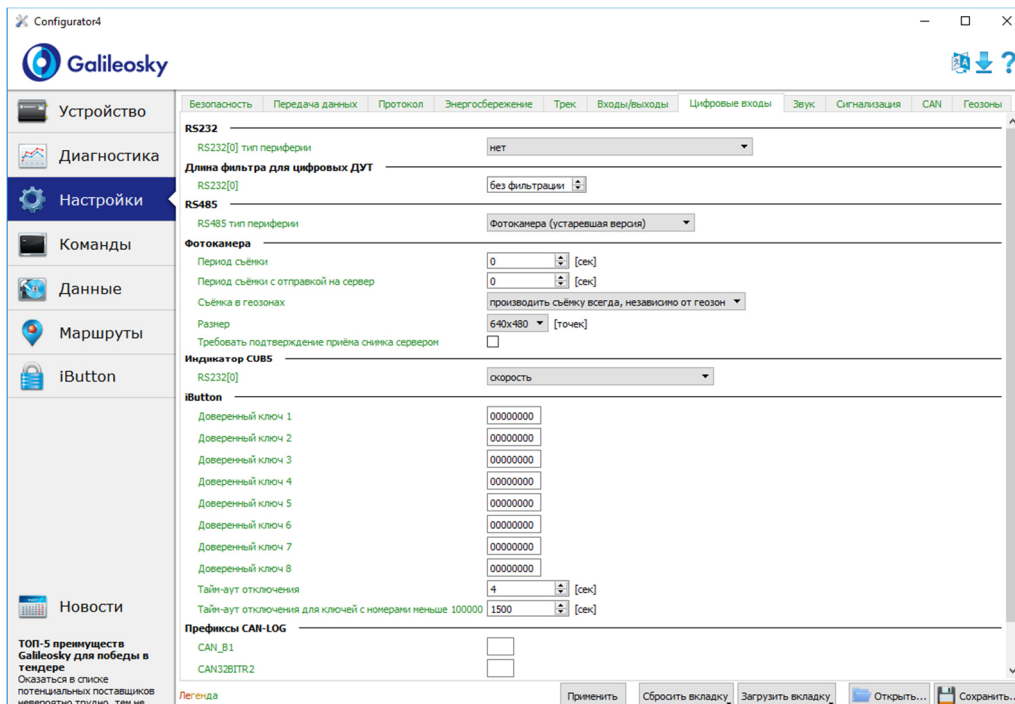 Configurator4
Galileosky
Устройство
Диагностика
Настройки
Команды
Данные
Маршруты
iButton
Новости
ТОП-5 преимуществ
Galileosky для победы в
тендере
Оказаться в списке
потенциальных поставщиков
невероятно трудно, тем не
Безопасность Передача данных Протокол Энергосбережение Трек Входы/выходы Цифровые входы Звук Сигнализация CAN Геозоны
RS232
RS232[0] тип периферии нет
Длина фильтра для цифровых ДУТ
RS232[0] без фильтрации
RS485
RS485 тип периферии Фотокамера (устаревшая версия)
Фотокамера
Период съёмки 0 [сек]
Период съёмки с отправкой на сервер 0 [сек]
Съёмка в геозонах производить съёмку всегда, независимо от геозон
Размер 640x480 [точек]
Требовать подтверждение приёма снимка сервером
Индикатор CUB5
RS232[0] скорость
iButton
Доверенный ключ 1 00000000
Доверенный ключ 2 00000000
Доверенный ключ 3 00000000
Доверенный ключ 4 00000000
Доверенный ключ 5 00000000
Доверенный ключ 6 00000000
Доверенный ключ 7 00000000
Доверенный ключ 8 00000000
Тайм-аут отключения 4 [сек]
Тайм-аут отключения для ключей с номерами меньше 100000 1500 [сек]
Префиксы CAN-LOG
CAN_B1
CAN32BITR2
Легенда Применить Сбросить вкладку Загрузить вкладку Открыть... Сохранить...